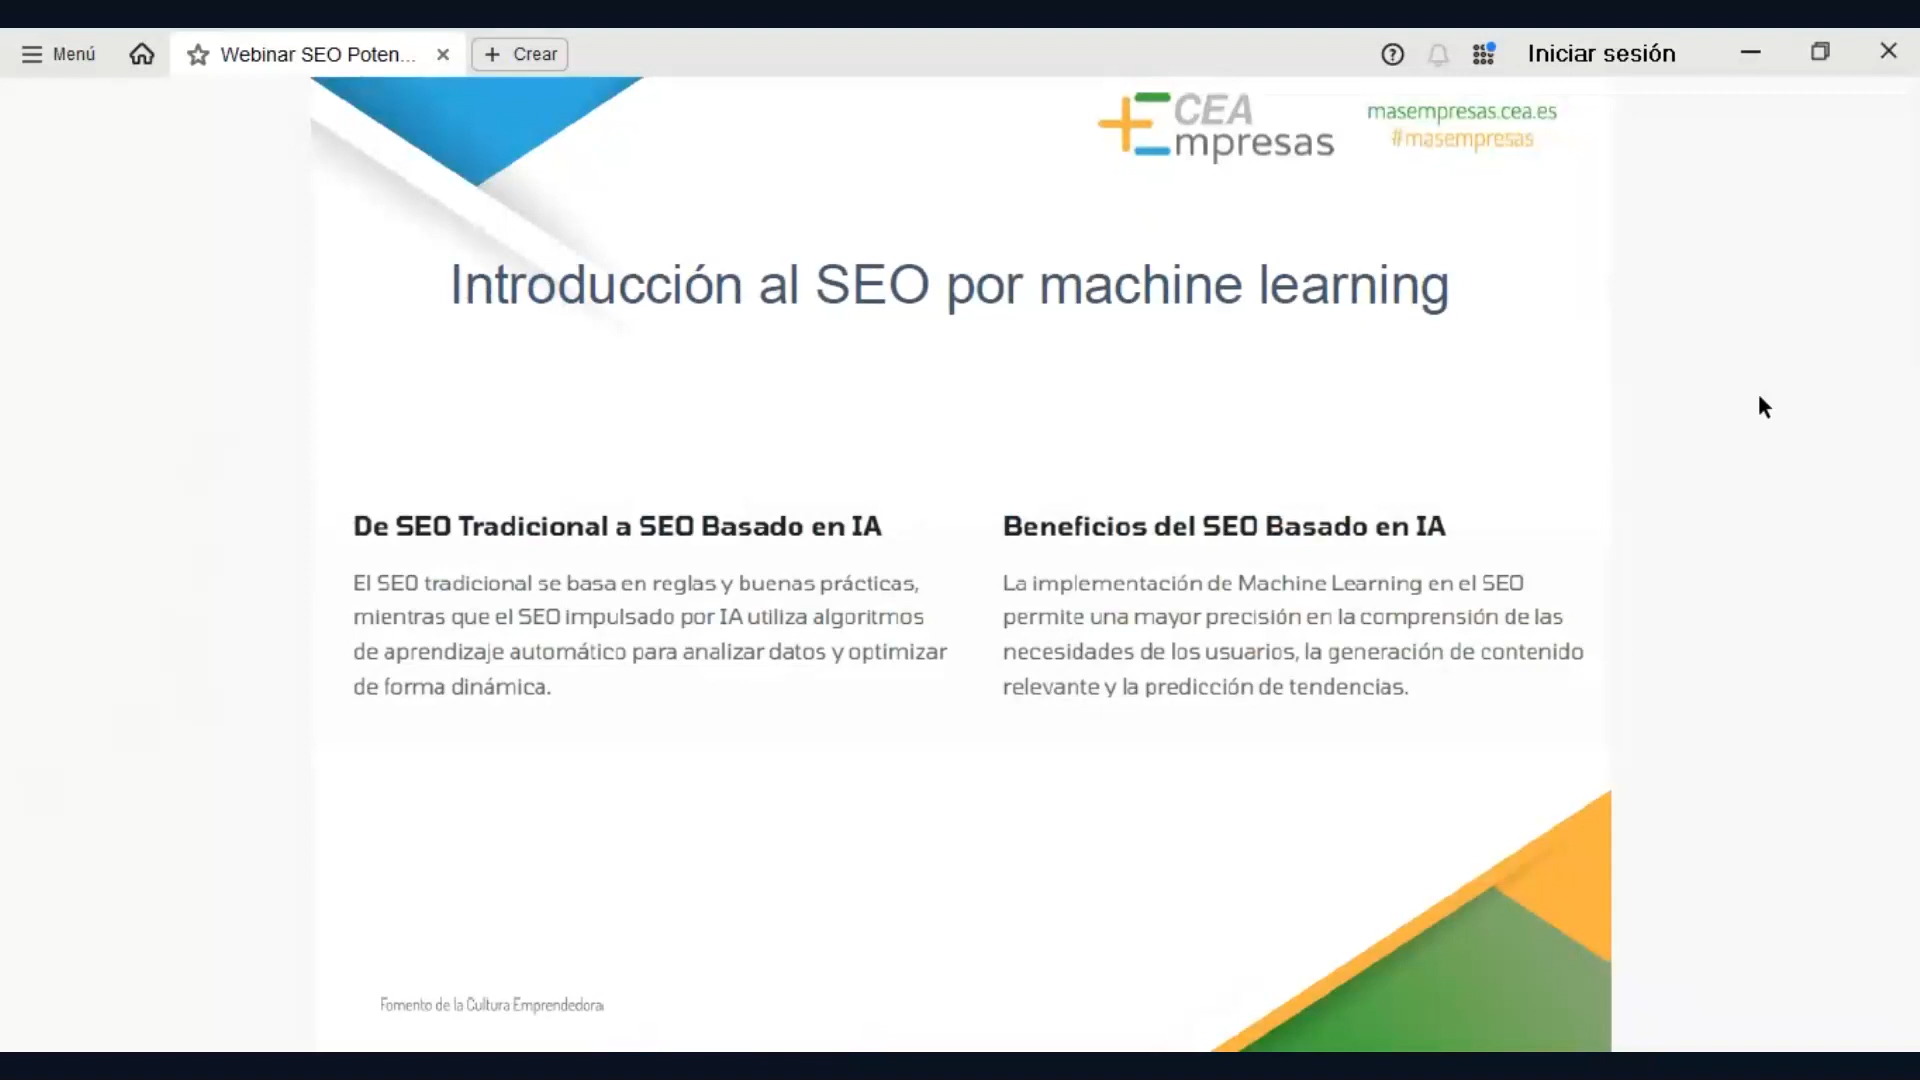 Menú
Webinar SEO Poten...
Crear
Iniciar sesión
CEA
mpresas
masempresas.cea.es
#masempresas
Introducción al SEO por machine learning
De SEO Tradicional a SEO Basado en IA
El SEO tradicional se basa en reglas y buenas prácticas,
mientras que el SEO impulsado por IA utiliza algoritmos
de aprendizaje automático para analizar datos y optimizar
de forma dinámica.
Beneficios del SEO Basado en IA
La implementación de Machine Learning en el SEO
permite una mayor precisión en la comprensión de las
necesidades de los usuarios, la generación de contenido
relevante y la predicción de tendencias.
Fomento de la Cultura Emprendedora